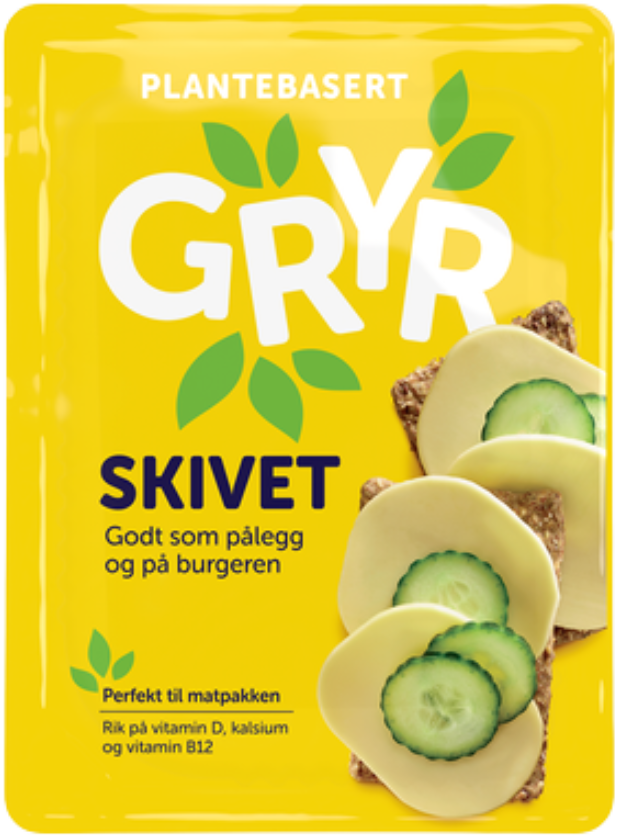 PLANTEBASERT
GRYR
SKIVET
Godt som pålegg
og på burgeren
Perfekt til matpakken
Rik på vitamin D, kalsium
og vitamin B12